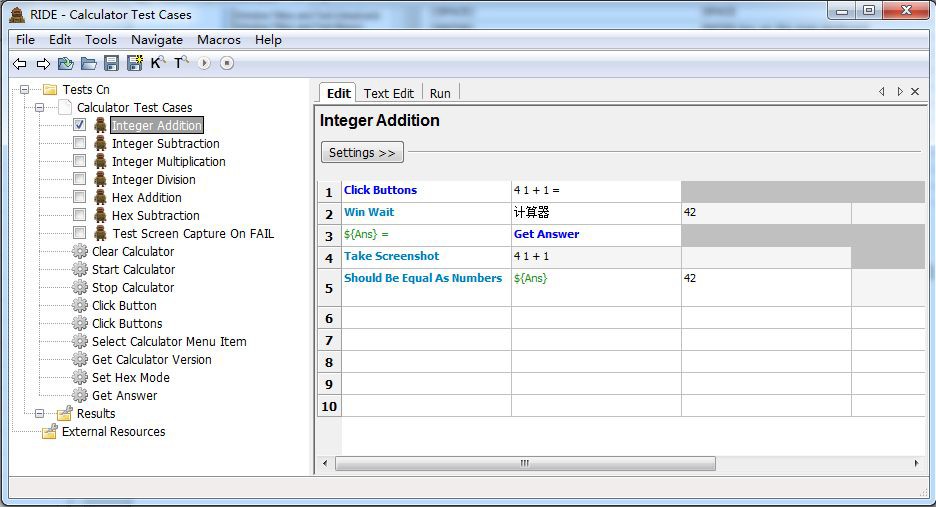 RIDE - Calculator Test Cases
File Edit Tools Navigate Macros Help
K T
Tests Cn
Calculator Test Cases
Integer Addition
Integer Subtraction
Integer Multiplication
Integer Division
Hex Addition
Hex Subtraction
Test Screen Capture On FAIL
Clear Calculator
Start Calculator
Stop Calculator
Click Button
Click Buttons
Select Calculator Menu Item
Get Calculator Version
Set Hex Mode
Get Answer
Results
External Resources
Edit Text Edit Run
Integer Addition
Settings >>
1 Click Buttons 4 1 + 1 =
2 Win Wait 计算器 42
3 ${Ans} = Get Answer
4 Take Screenshot 4 1 + 1
5 Should Be Equal As Numbers ${Ans} 42
6
7
8
9
10